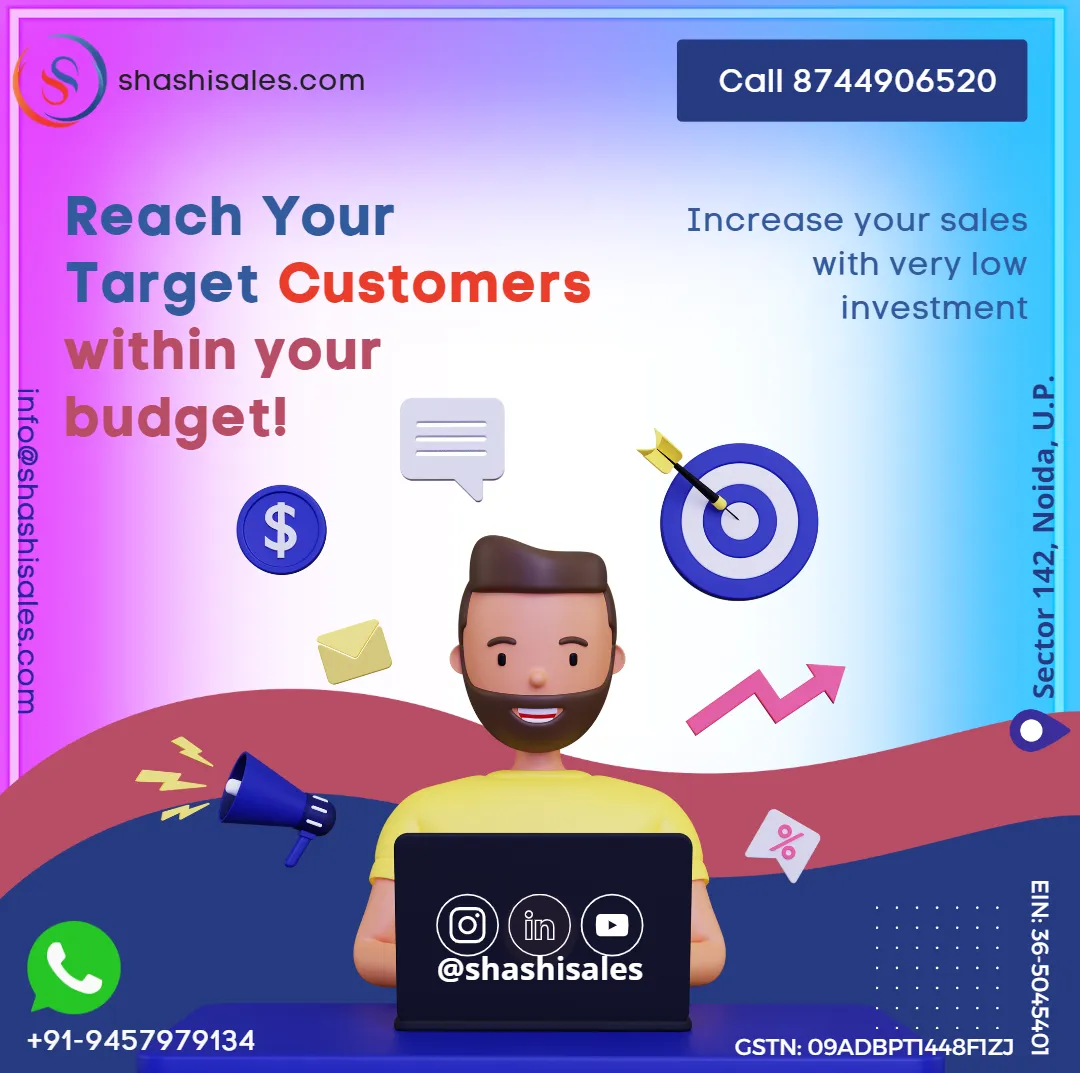 shashisales.com
Call 8744906520
Reach Your
Target Customers
within your
budget!
Increase your sales
with very low
investment
info@shashisales.com
Sector 142, Noida, U.P.
$
%
in
@shashisales
EIN: 36-5045401
+91-9457979134
GSTN: 09ADBPT1448F1ZJ